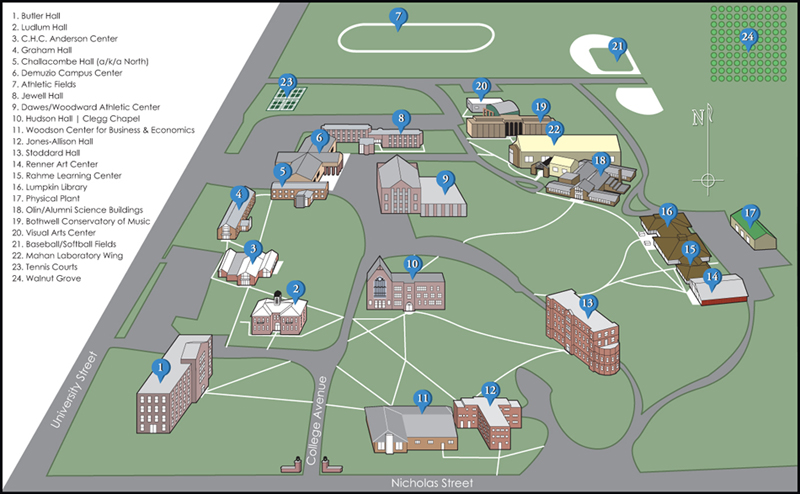 1. Butler Hall
2. Ludlum Hall
3. C.H.C. Anderson Center
4. Graham Hall
5. Challacombe Hall (a/k/a North)
6. Demuzio Campus Center
7. Athletic Fields
8. Jewell Hall
9. Dawes/Woodward Athletic Center
10. Hudson Hall | Clegg Chapel
11. Woodson Center for Business & Economics
12. Jones-Allison Hall
13. Stoddard Hall
14. Renner Art Center
15. Rahme Learning Center
16. Lumpkin Library
17. Physical Plant
18. Olin/Alumni Science Buildings
19. Bothwell Conservatory of Music
20. Visual Arts Center
21. Baseball/Softball Fields
22. Mahan Laboratory Wing
23. Tennis Courts
24. Walnut Grove
7
24
21
23
20
19
8
22
6
18
5
9
4
16
17
3
15
10
14
2
13
1
12
11
N
University Street
College Avenue
Nicholas Street